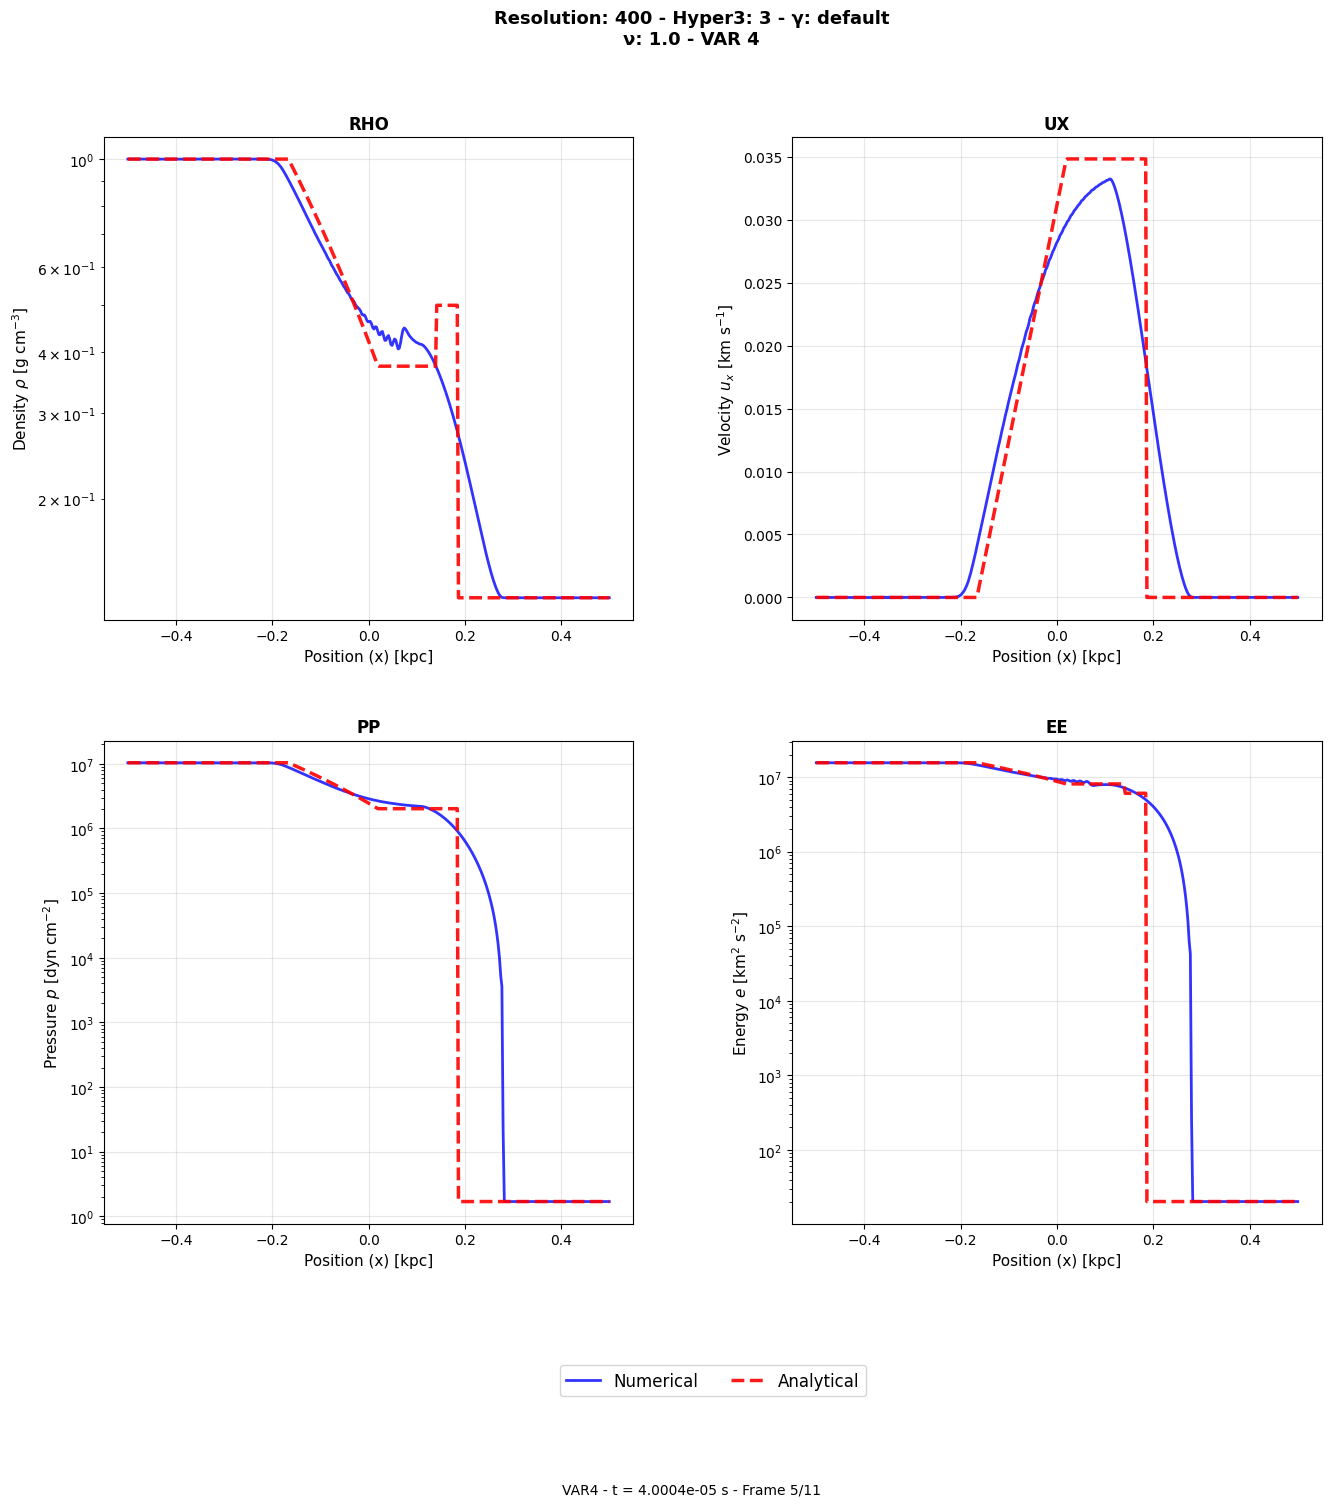 Resolution: 400 - Hyper3: 3 - γ: default
ν: 1.0 - VAR 4
RHO
Density ρ [g cm⁻³]
10⁰
6 × 10⁻¹
4 × 10⁻¹
3 × 10⁻¹
2 × 10⁻¹
−0.4 −0.2 0.0 0.2 0.4
Position (x) [kpc]
UX
Velocity uₓ [km s⁻¹]
0.035
0.030
0.025
0.020
0.015
0.010
0.005
0.000
−0.4 −0.2 0.0 0.2 0.4
Position (x) [kpc]
PP
Pressure p [dyn cm⁻²]
10⁷
10⁶
10⁵
10⁴
10³
10²
10¹
10⁰
−0.4 −0.2 0.0 0.2 0.4
Position (x) [kpc]
EE
Energy e [km² s⁻²]
10⁷
10⁶
10⁵
10⁴
10³
10²
−0.4 −0.2 0.0 0.2 0.4
Position (x) [kpc]
Numerical Analytical
VAR4 - t = 4.0004e-05 s - Frame 5/11